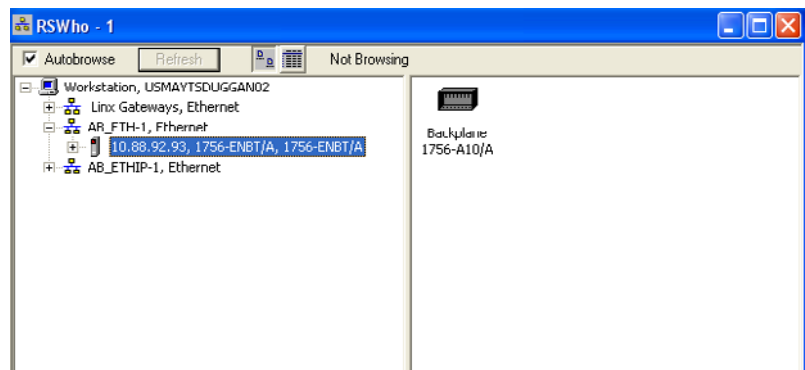 RSWho - 1
Autobrowse Refresh Not Browsing
Workstation, USMAYTSDUGGAN02
Linx Gateways, Ethernet
AB_ETH-1, Ethernet
10.88.92.93, 1756-ENBT/A, 1756-ENBT/A
AB_ETHIP-1, Ethernet
Backplane
1756-A10/A